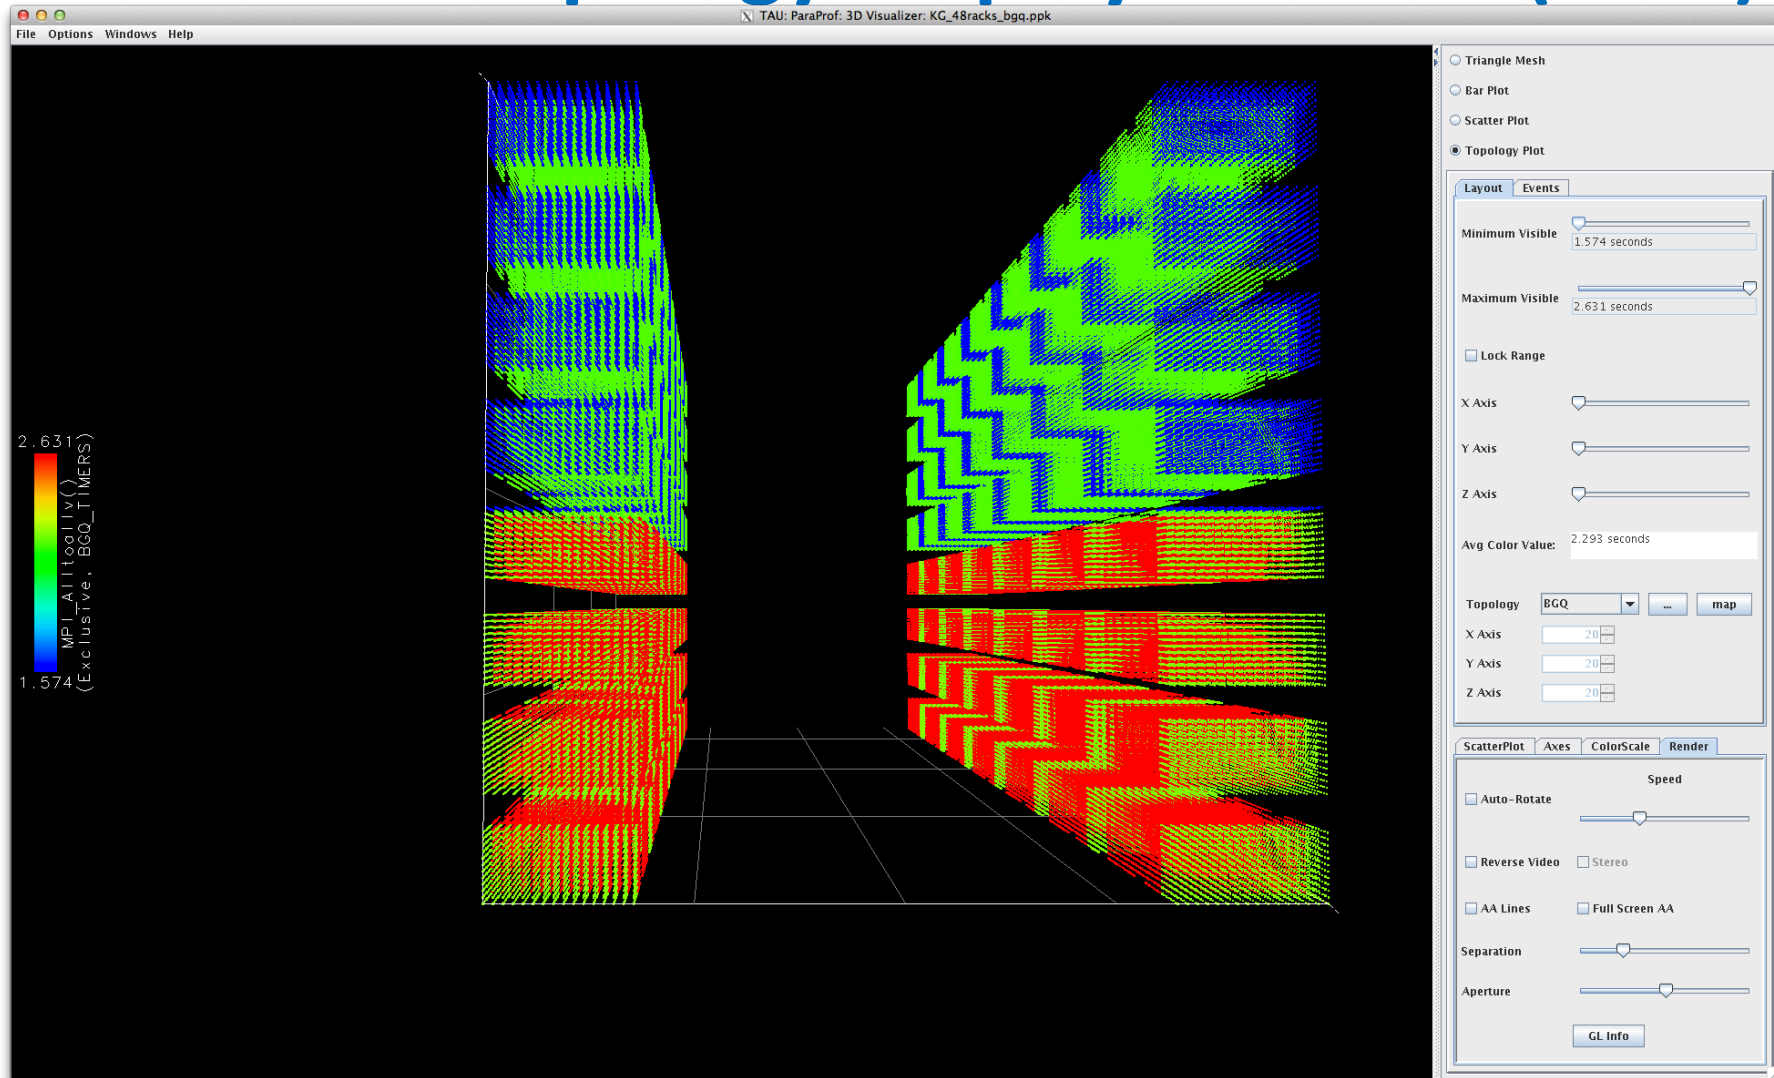 TAU: ParaProf: 3D Visualizer: KG_48racks_bgq.ppk
File Options Windows Help
Triangle Mesh
Bar Plot
Scatter Plot
Topology Plot
Layout Events
Minimum Visible
1.574 seconds
Maximum Visible
2.631 seconds
Lock Range
X Axis
Y Axis
Z Axis
Avg Color Value: 2.293 seconds
Topology BGQ ... map
X Axis 20
Y Axis 20
Z Axis 20
ScatterPlot Axes ColorScale Render
Speed
Auto-Rotate
Reverse Video Stereo
AA Lines Full Screen AA
Separation
Aperture
GL Info
2.631
MPI_Alltoallv()
(Exclusive, BGQ_TIMERS)
1.574